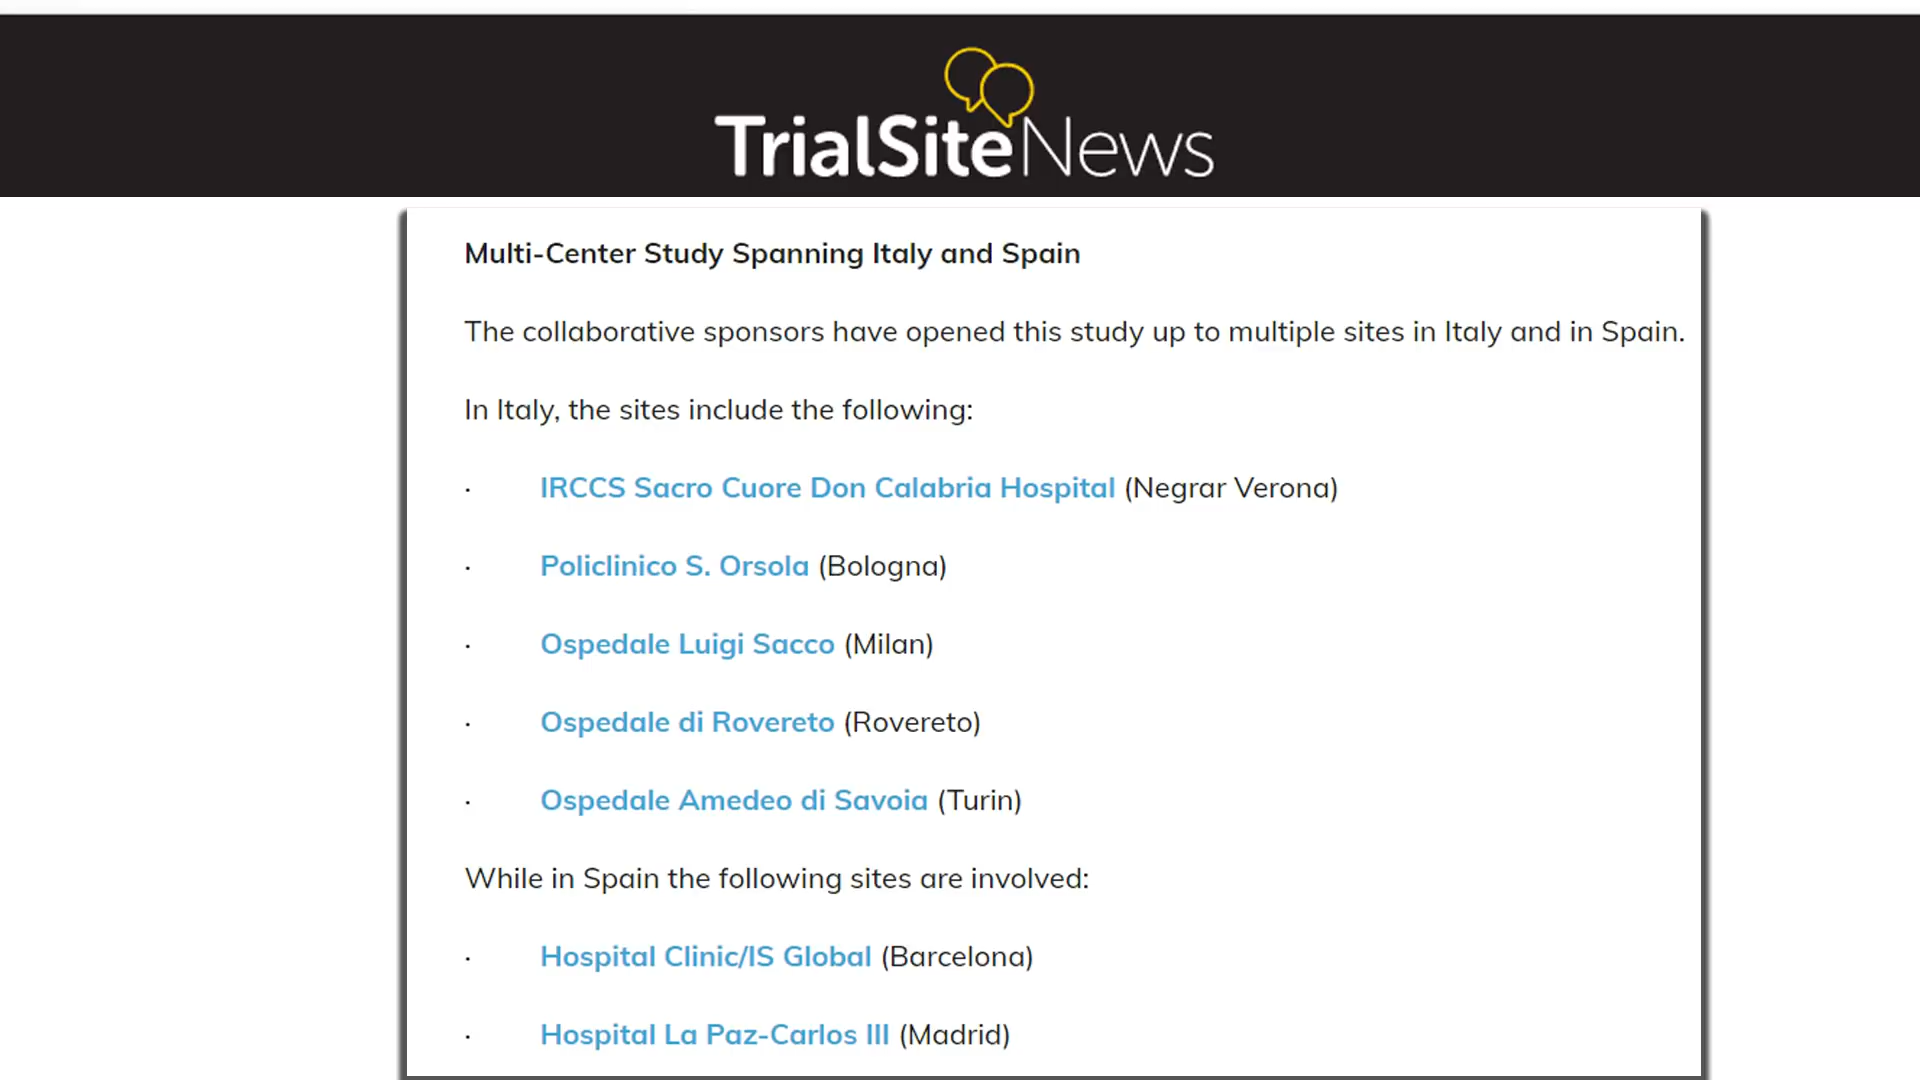 TrialSiteNews
Multi-Center Study Spanning Italy and Spain
The collaborative sponsors have opened this study up to multiple sites in Italy and in Spain.
In Italy, the sites include the following:
· IRCCS Sacro Cuore Don Calabria Hospital (Negrar Verona)
· Policlinico S. Orsola (Bologna)
· Ospedale Luigi Sacco (Milan)
· Ospedale di Rovereto (Rovereto)
· Ospedale Amedeo di Savoia (Turin)
While in Spain the following sites are involved:
· Hospital Clinic/IS Global (Barcelona)
· Hospital La Paz-Carlos III (Madrid)